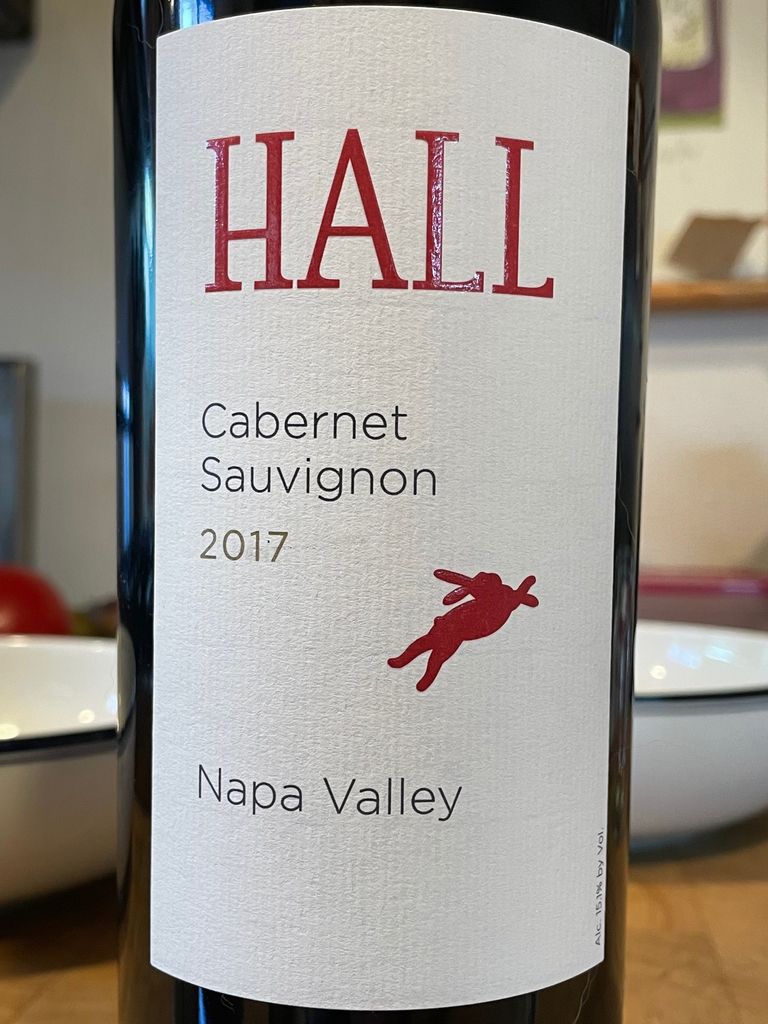 HALL
Cabernet
Sauvignon
2017
Napa Valley
Alc. 15.1% by Vol.